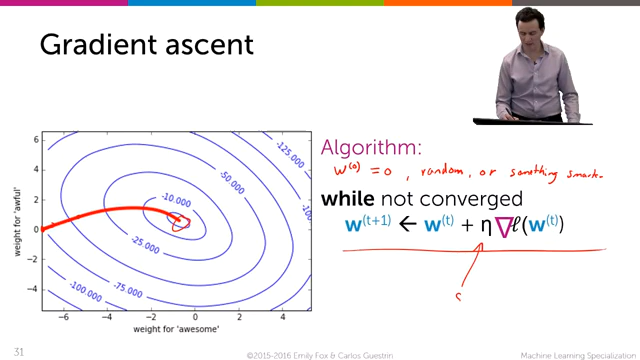 Gradient ascent
Algorithm:
w⁽⁰⁾ = 0, random, or something smart.
while not converged
w⁽ᵗ⁺¹⁾ ← w⁽ᵗ⁾ + η ∇ℓ(w⁽ᵗ⁾)
weight for 'awful'
6
4
2
0
−2
−4
−6 −4 −2 0 2 4
weight for 'awesome'
-125.000
-50.000
-10.000
-25.000
-75.000
-100.000
31
©2015-2016 Emily Fox & Carlos Guestrin
Machine Learning Specialization